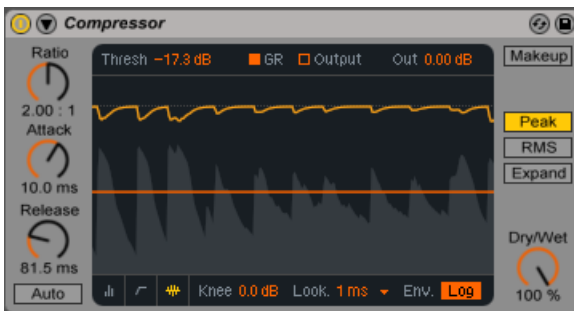 Compressor
Ratio
2.00 : 1
Attack
10.0 ms
Release
81.5 ms
Auto
Thresh -17.3 dB GR Output Out 0.00 dB
Knee 0.0 dB Look. 1 ms Env. Log
Makeup
Peak
RMS
Expand
Dry/Wet
100 %